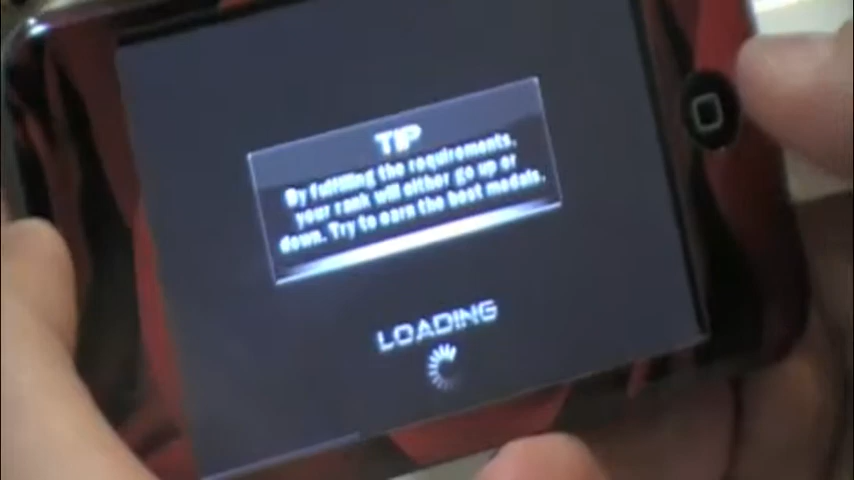 TIP
By fulfilling the requirements,
your rank will either go up or
down. Try to earn the best medals.
LOADING